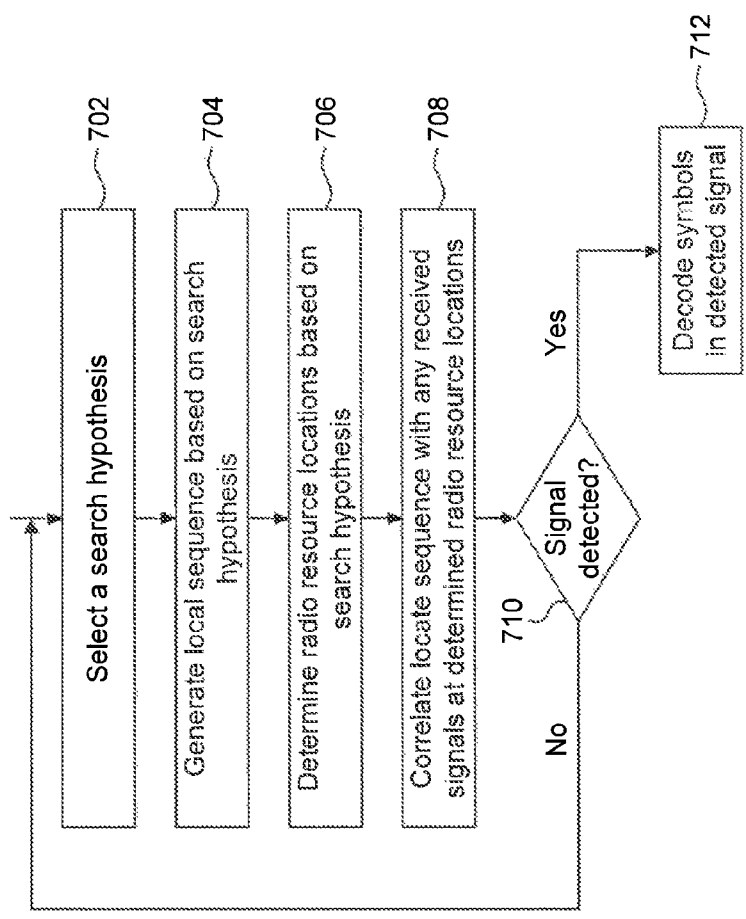 Select a search hypothesis
702
Generate local sequence based on search
hypothesis
704
Determine radio resource locations based on
search hypothesis
706
Correlate locate sequence with any received
signals at determined radio resource locations
708
Signal
detected?
710
No
Yes
Decode symbols
in detected signal
712